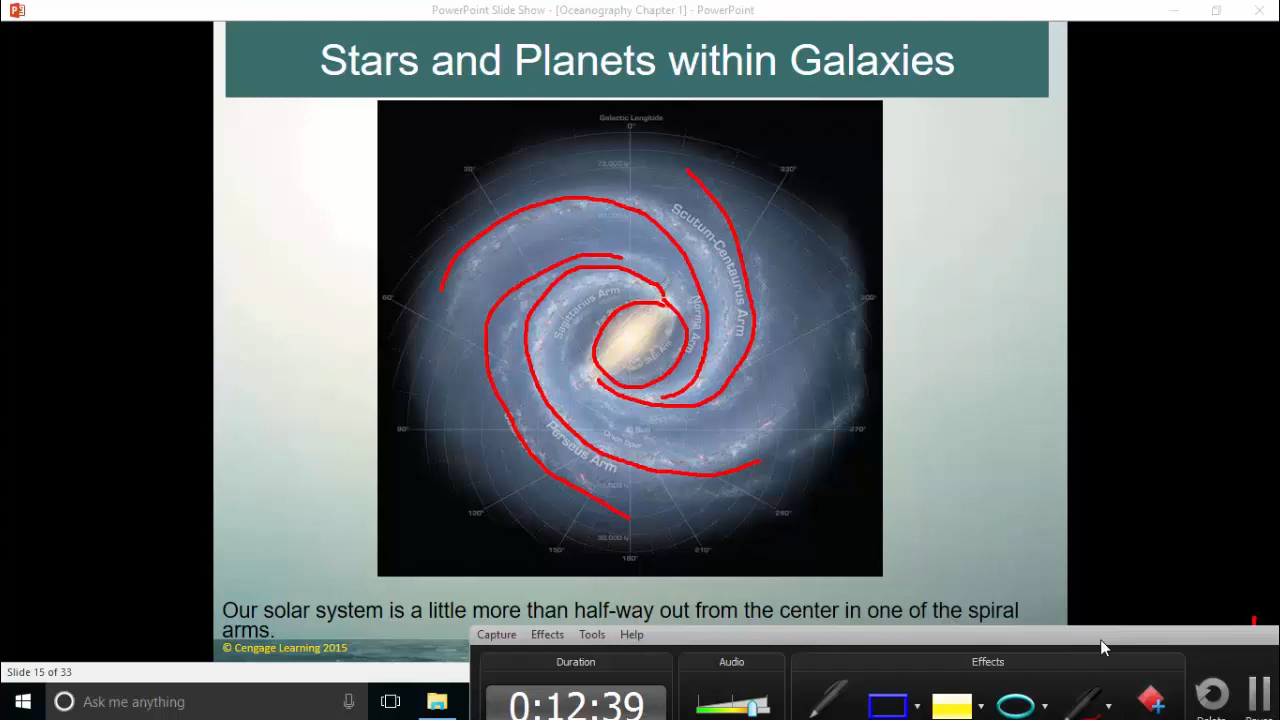 PowerPoint Slide Show - [Oceanography Chapter 1] - PowerPoint
Stars and Planets within Galaxies
Galactic Longitude
0°
30°
330°
Scutum-Centaurus Arm
60°
300°
Sagittarius Arm
Norma Arm
90°
270°
Sun
Orion Spur
Perseus Arm
120°
240°
150°
210°
180°
Our solar system is a little more than half-way out from the center in one of the spiral
arms.
© Cengage Learning 2015
Capture Effects Tools Help
Slide 15 of 33
Duration
Audio
Effects
0:12:39
Ask me anything